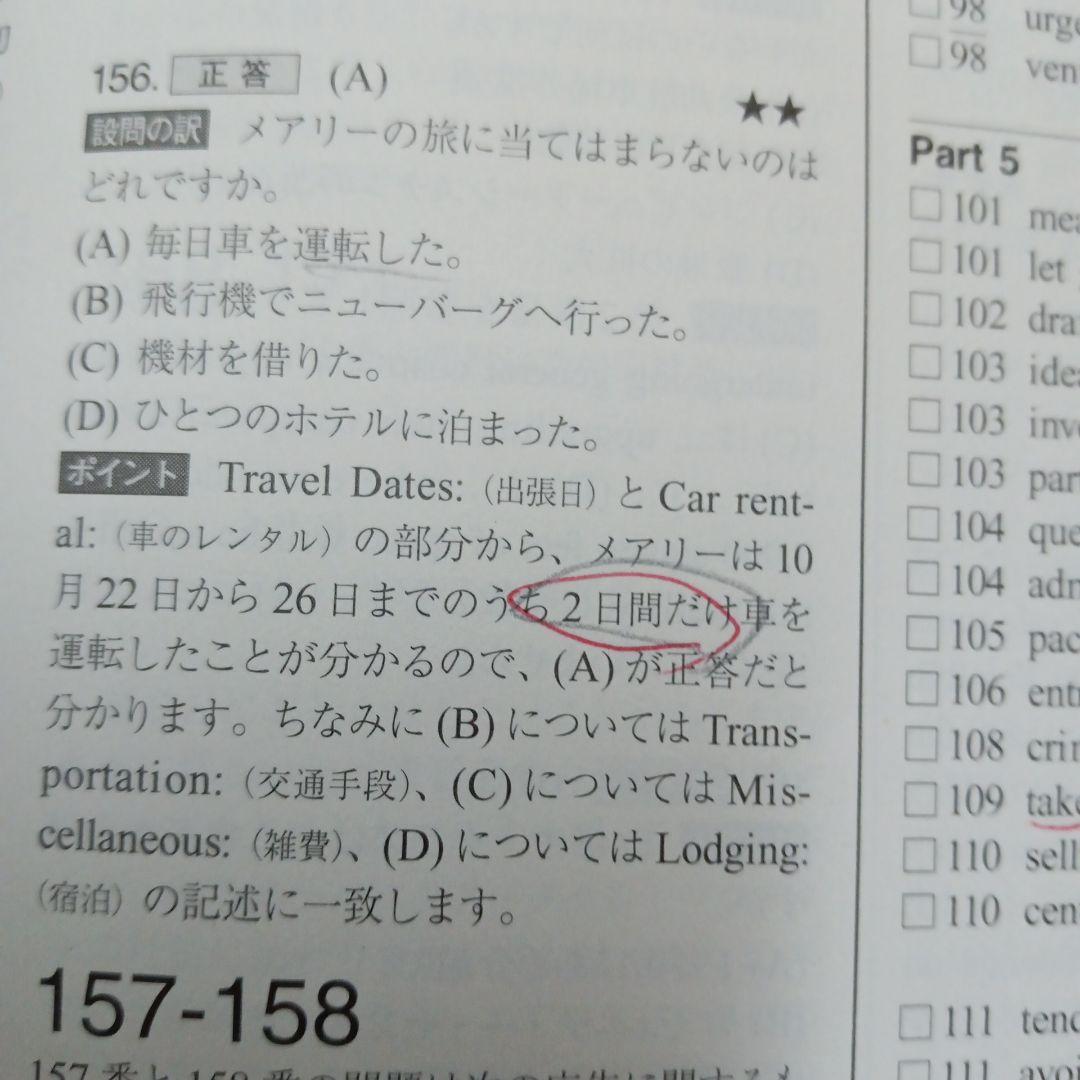 156. 正答 (A)
★★
設問の訳 メアリーの旅に当てはまらないのは
どれですか。
(A) 毎日車を運転した。
(B) 飛行機でニューバーグへ行った。
(C) 機材を借りた。
(D) ひとつのホテルに泊まった。
ポイント Travel Dates:(出張日)と Car rent-
al:(車のレンタル)の部分から、メアリーは 10
月 22 日から 26 日までのうち 2 日間だけ車を
運転したことが分かるので、(A) が正答だと
分かります。ちなみに (B) については Trans-
portation:(交通手段)、(C) については Mis-
cellaneous:(雑費)、(D) については Lodging:
(宿泊)の記述に一致します。
157-158
98
98
Part 5
101
101 let
102
103
103
103
104
104
105
106
108
109
110
110
111
111